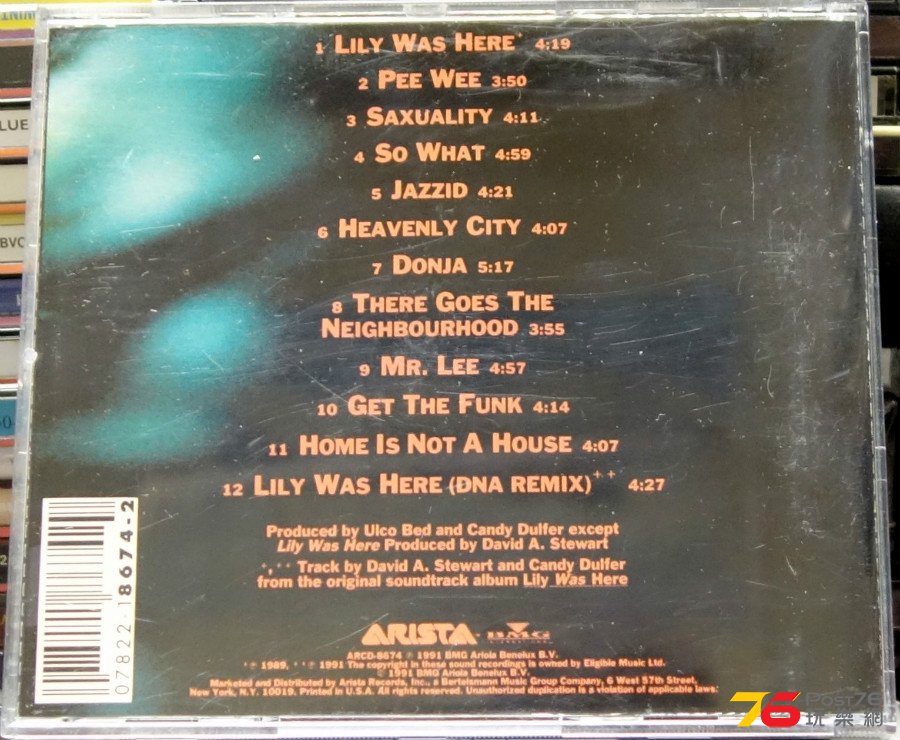 1 LILY WAS HERE+ 4:19
2 PEE WEE 3:50
3 SAXUALITY 4:11
4 SO WHAT 4:59
5 JAZZID 4:21
6 HEAVENLY CITY 4:07
7 DONJA 5:17
8 THERE GOES THE
NEIGHBOURHOOD 3:55
9 MR. LEE 4:57
10 GET THE FUNK 4:14
11 HOME IS NOT A HOUSE 4:07
12 LILY WAS HERE (DNA REMIX)++ 4:27
Produced by Ulco Bed and Candy Dulfer except
Lily Was Here Produced by David A. Stewart
+,++ Track by David A. Stewart and Candy Dulfer
from the original soundtrack album Lily Was Here
ARISTA BMG
ARCD-8674 ℗ 1991 BMG Ariola Benelux B.V.
+℗ 1989, ++℗ 1991 The copyright in these sound recordings is owned by Eligible Music Ltd.
© 1991 BMG Ariola Benelux B.V.
Marketed and Distributed by Arista Records, Inc., a Bertelsmann Music Group Company, 6 West 57th Street,
New York, N.Y. 10019. Printed in U.S.A. All rights reserved. Unauthorized duplication is a violation of applicable laws.
07822-18674-2
BLUE
76 POST76
玩樂網